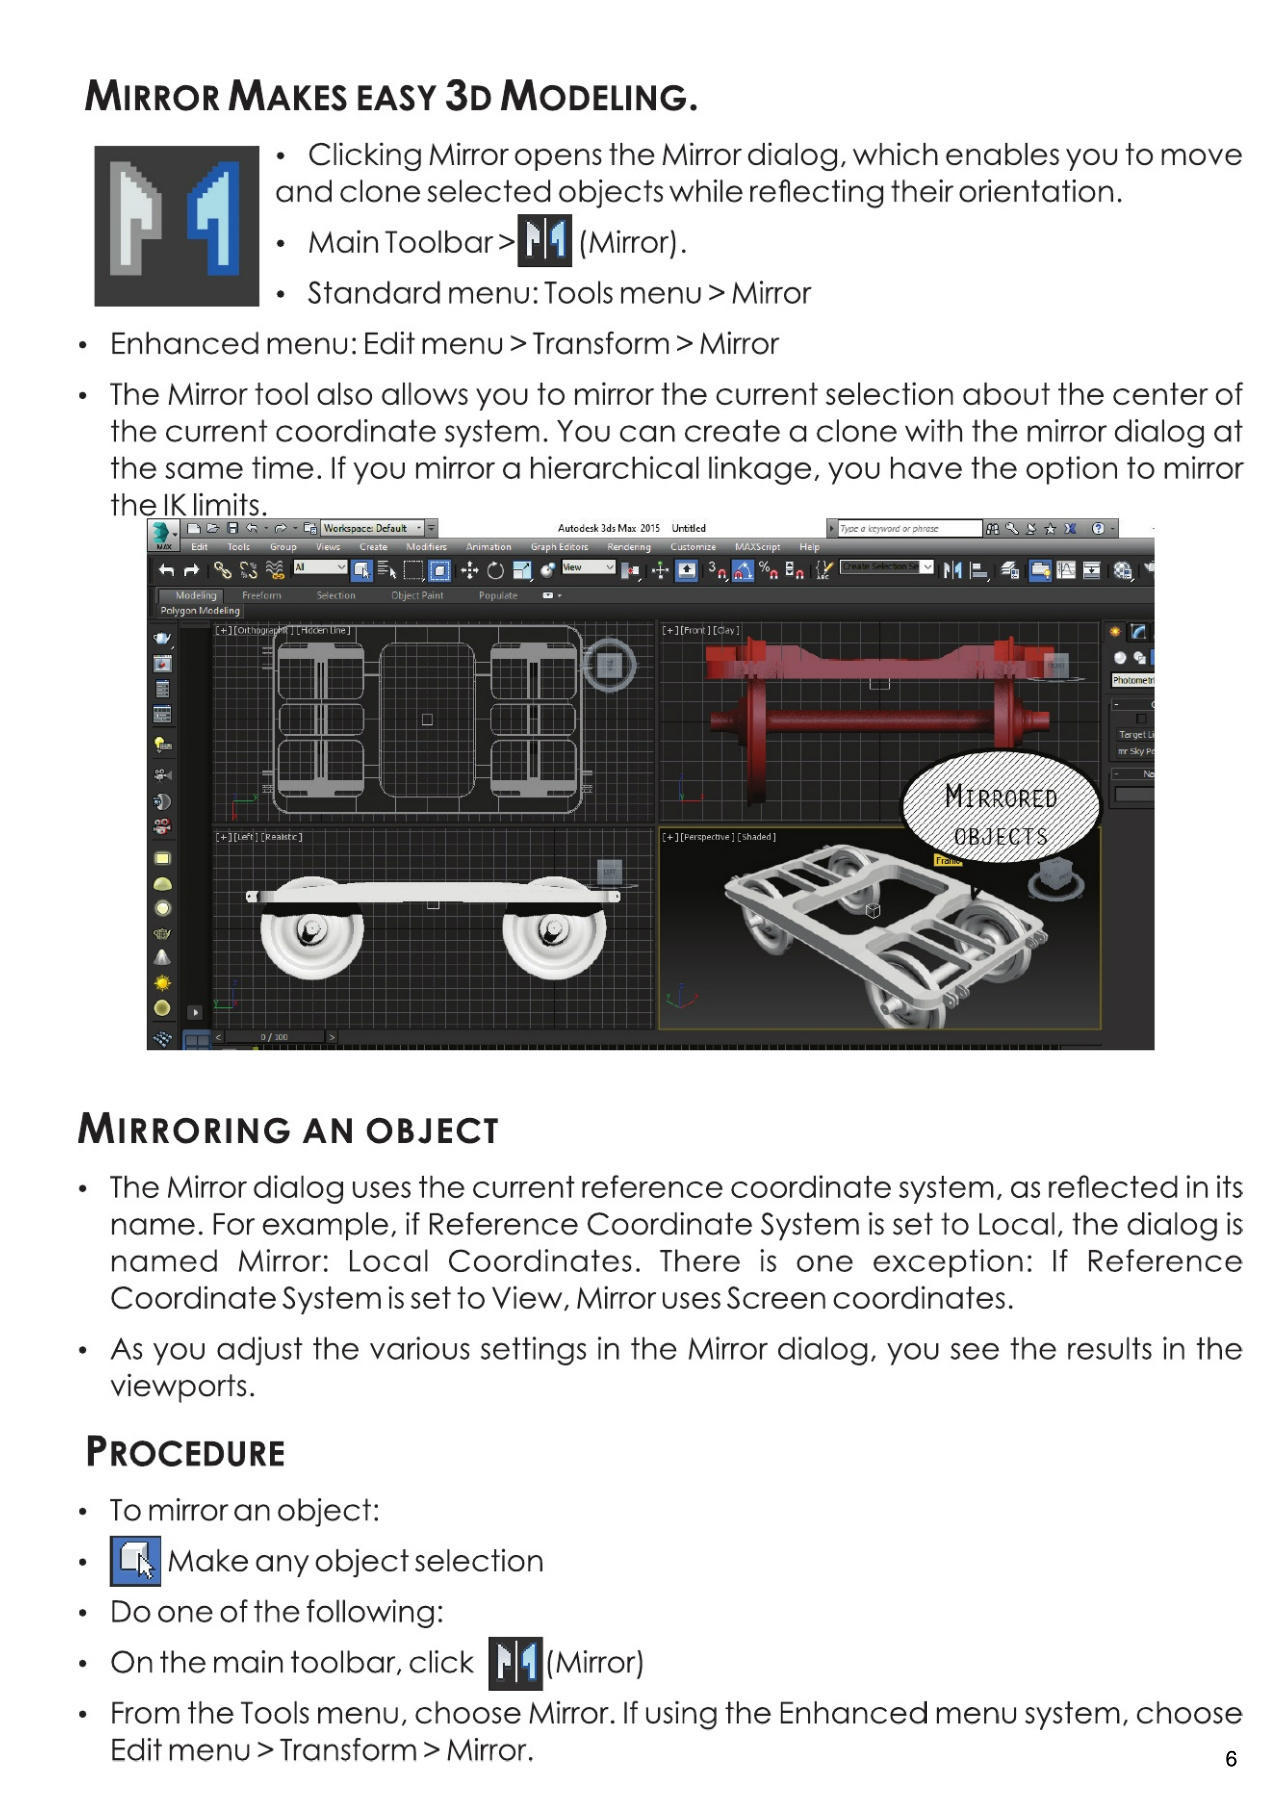 MIRROR MAKES EASY 3D MODELING.
• Clicking Mirror opens the Mirror dialog, which enables you to move
and clone selected objects while reflecting their orientation.
• Main Toolbar > (Mirror).
• Standard menu: Tools menu > Mirror
• Enhanced menu: Edit menu > Transform > Mirror
• The Mirror tool also allows you to mirror the current selection about the center of
the current coordinate system. You can create a clone with the mirror dialog at
the same time. If you mirror a hierarchical linkage, you have the option to mirror
the IK limits.
Workspace: Default Autodesk 3ds Max 2015 Untitled Type a keyword or phrase
MAX Edit Tools Group Views Create Modifiers Animation Graph Editors Rendering Customize MAXScript Help
All View Create Selection Se
Modeling Freeform Selection Object Paint Populate
Polygon Modeling
[+][Orthographic][Hidden Line] [+][Front][Clay]
Photometri
Target Li
mr Sky Po
Na
MIRRORED
OBJECTS
[+][Left][Realistic] [+][Perspective][Shaded]
Frame
0 / 100
MIRRORING AN OBJECT
• The Mirror dialog uses the current reference coordinate system, as reflected in its
name. For example, if Reference Coordinate System is set to Local, the dialog is
named Mirror: Local Coordinates. There is one exception: If Reference
Coordinate System is set to View, Mirror uses Screen coordinates.
• As you adjust the various settings in the Mirror dialog, you see the results in the
viewports.
PROCEDURE
• To mirror an object:
• Make any object selection
• Do one of the following:
• On the main toolbar, click (Mirror)
• From the Tools menu, choose Mirror. If using the Enhanced menu system, choose
Edit menu > Transform > Mirror.
6